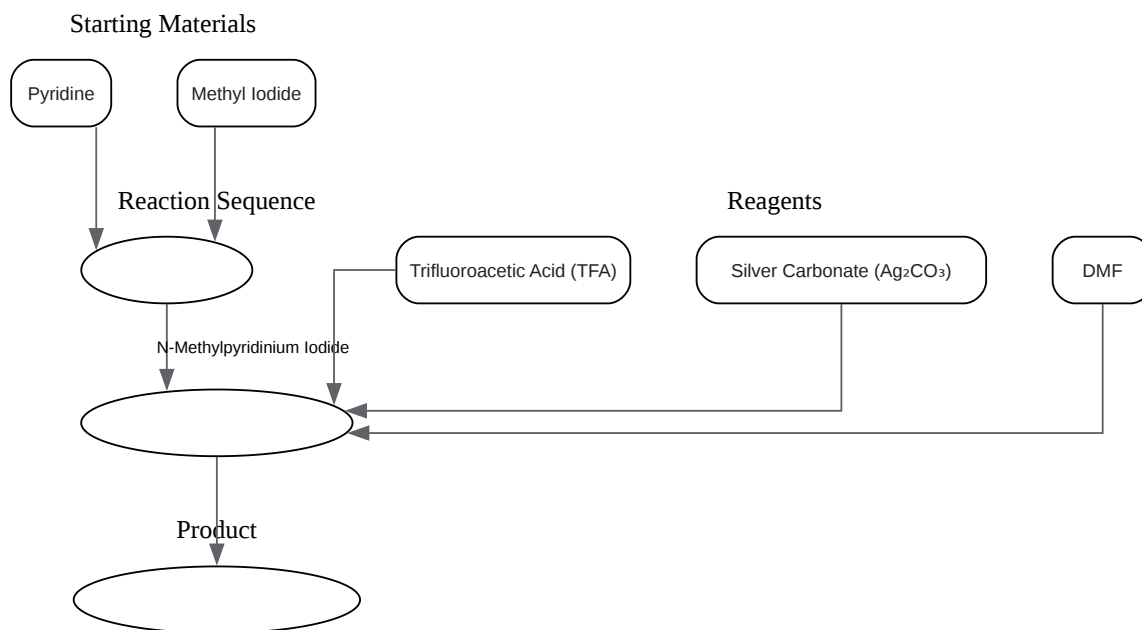 Starting Materials
Pyridine
Methyl Iodide
Reaction Sequence
Reagents
Trifluoroacetic Acid (TFA)
Silver Carbonate (Ag₂CO₃)
DMF
N-Methylpyridinium Iodide
Product